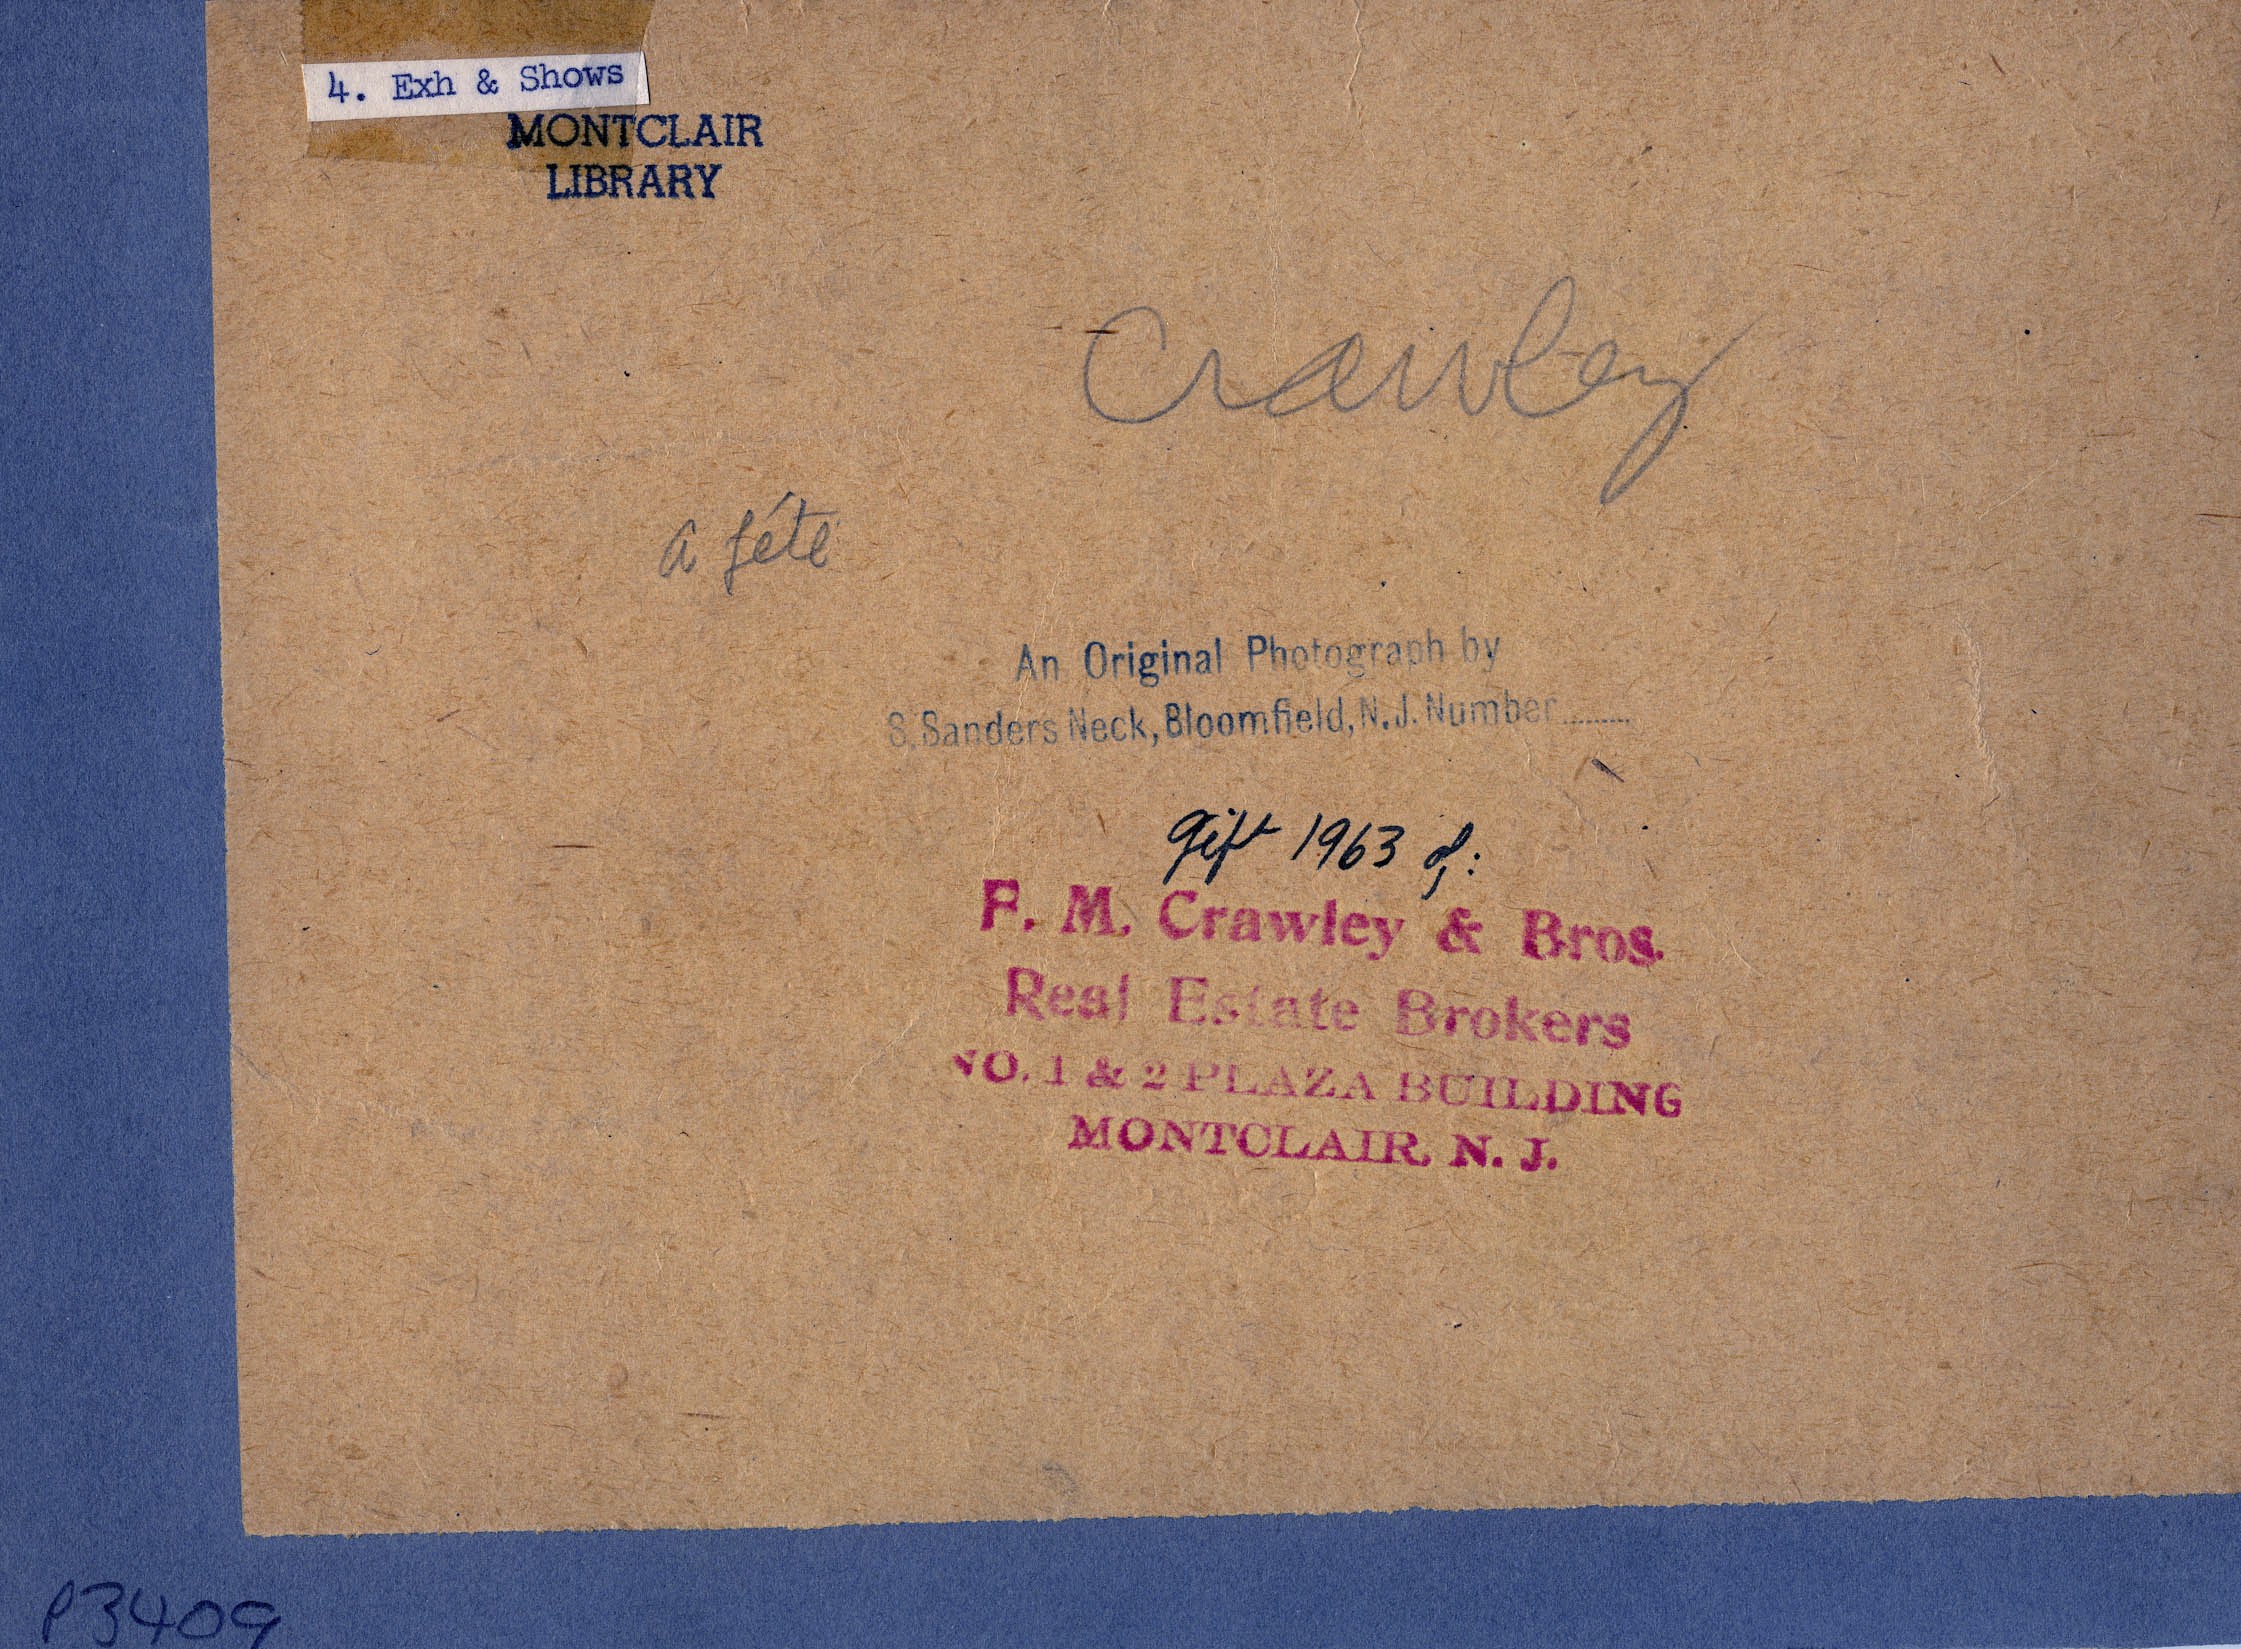 4. Exh & Shows
MONTCLAIR
LIBRARY
Crawley
a féte
An Original Photograph by
S. Sanders Neck, Bloomfield, N.J. Number..........
gift 1963 of:
F. M. Crawley & Bros.
Real Estate Brokers
NO. 1 & 2 PLAZA BUILDING
MONTCLAIR, N. J.
P3409